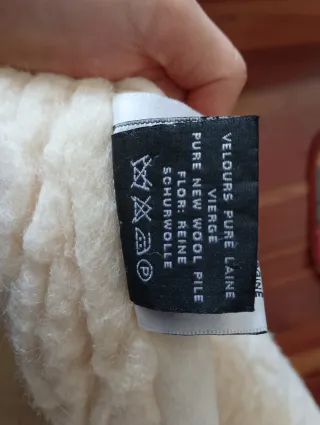 VELOURS PURE LAINE
VIERGE
PURE NEW WOOL PILE
FLOR: REINE
SCHURWOLLE
P